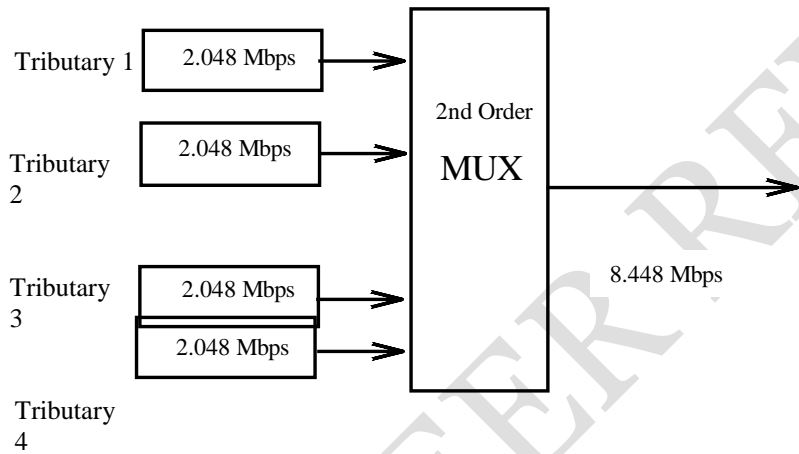 Tributary 1
2.048 Mbps
Tributary
2
2.048 Mbps
Tributary
3
2.048 Mbps
2.048 Mbps
Tributary
4
2nd Order
MUX
8.448 Mbps